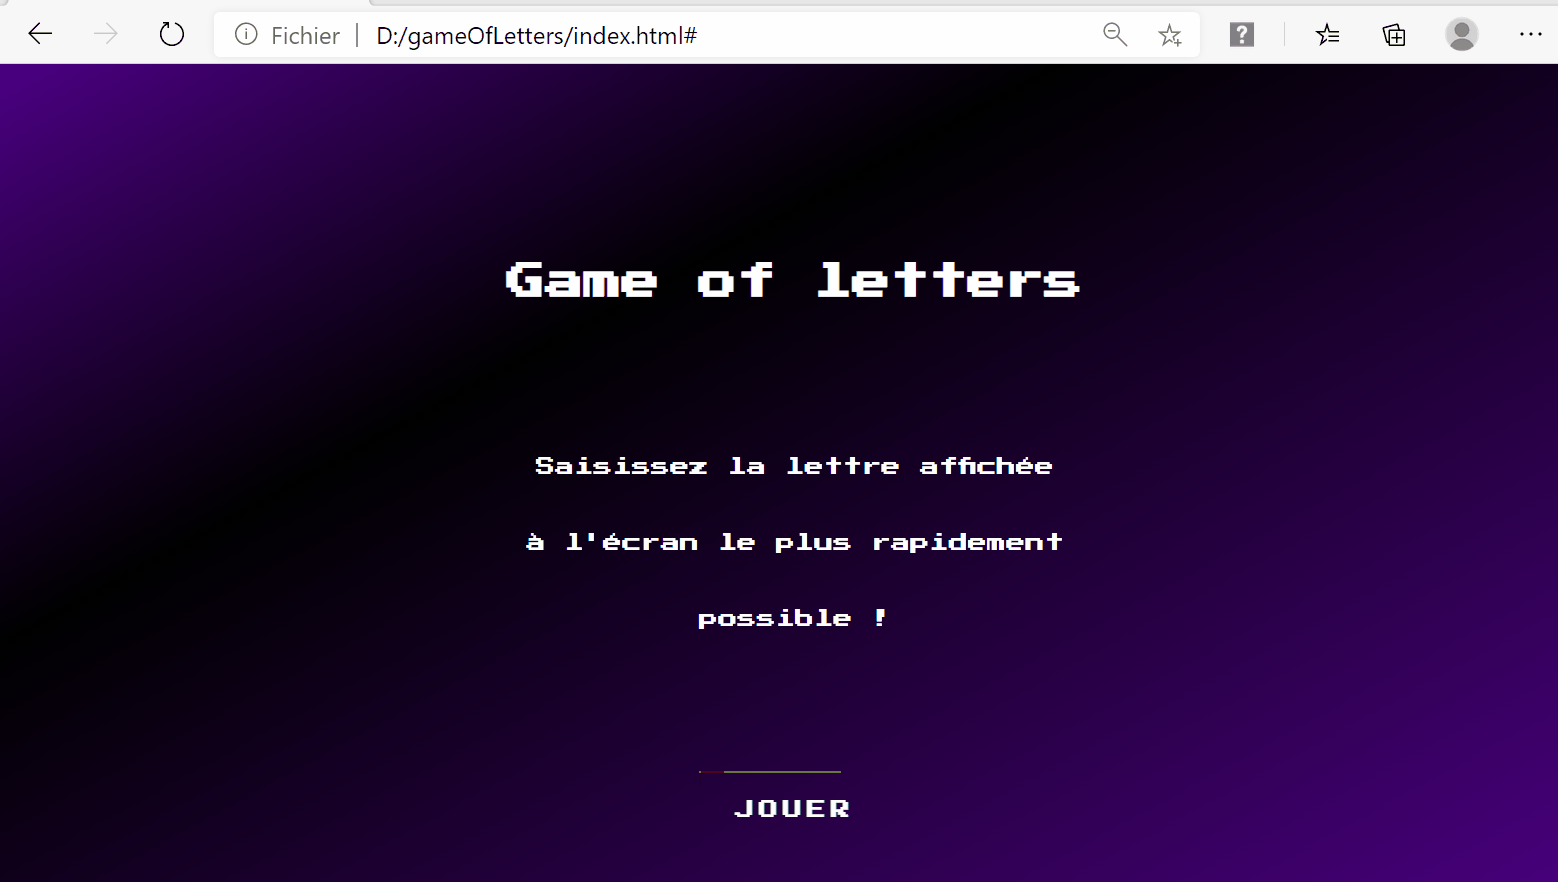 Fichier D:/gameOfLetters/index.html#
Game of letters
Saisissez la lettre affichée
à l'écran le plus rapidement
possible !
JOUER